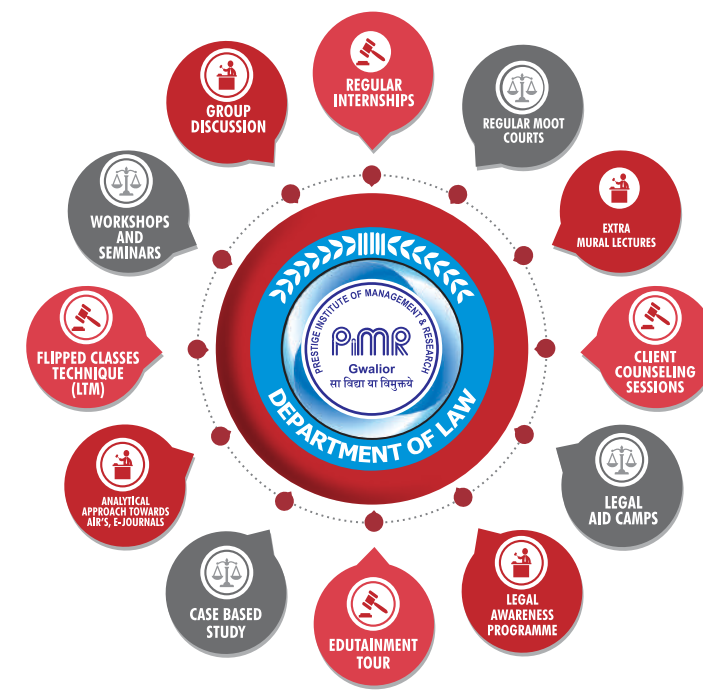 REGULAR
INTERNSHIPS
REGULAR MOOT
COURTS
EXTRA
MURAL LECTURES
CLIENT
COUNSELING
SESSIONS
LEGAL
AID CAMPS
LEGAL
AWARENESS
PROGRAMME
EDUTAINMENT
TOUR
CASE BASED
STUDY
ANALYTICAL
APPROACH TOWARDS
AIR'S, E-JOURNALS
FLIPPED CLASSES
TECHNIQUE
(LTM)
WORKSHOPS
AND
SEMINARS
GROUP
DISCUSSION
PRESTIGE INSTITUTE OF MANAGEMENT & RESEARCH
PIMR
Gwalior
सा विद्या या विमुक्तये
DEPARTMENT OF LAW